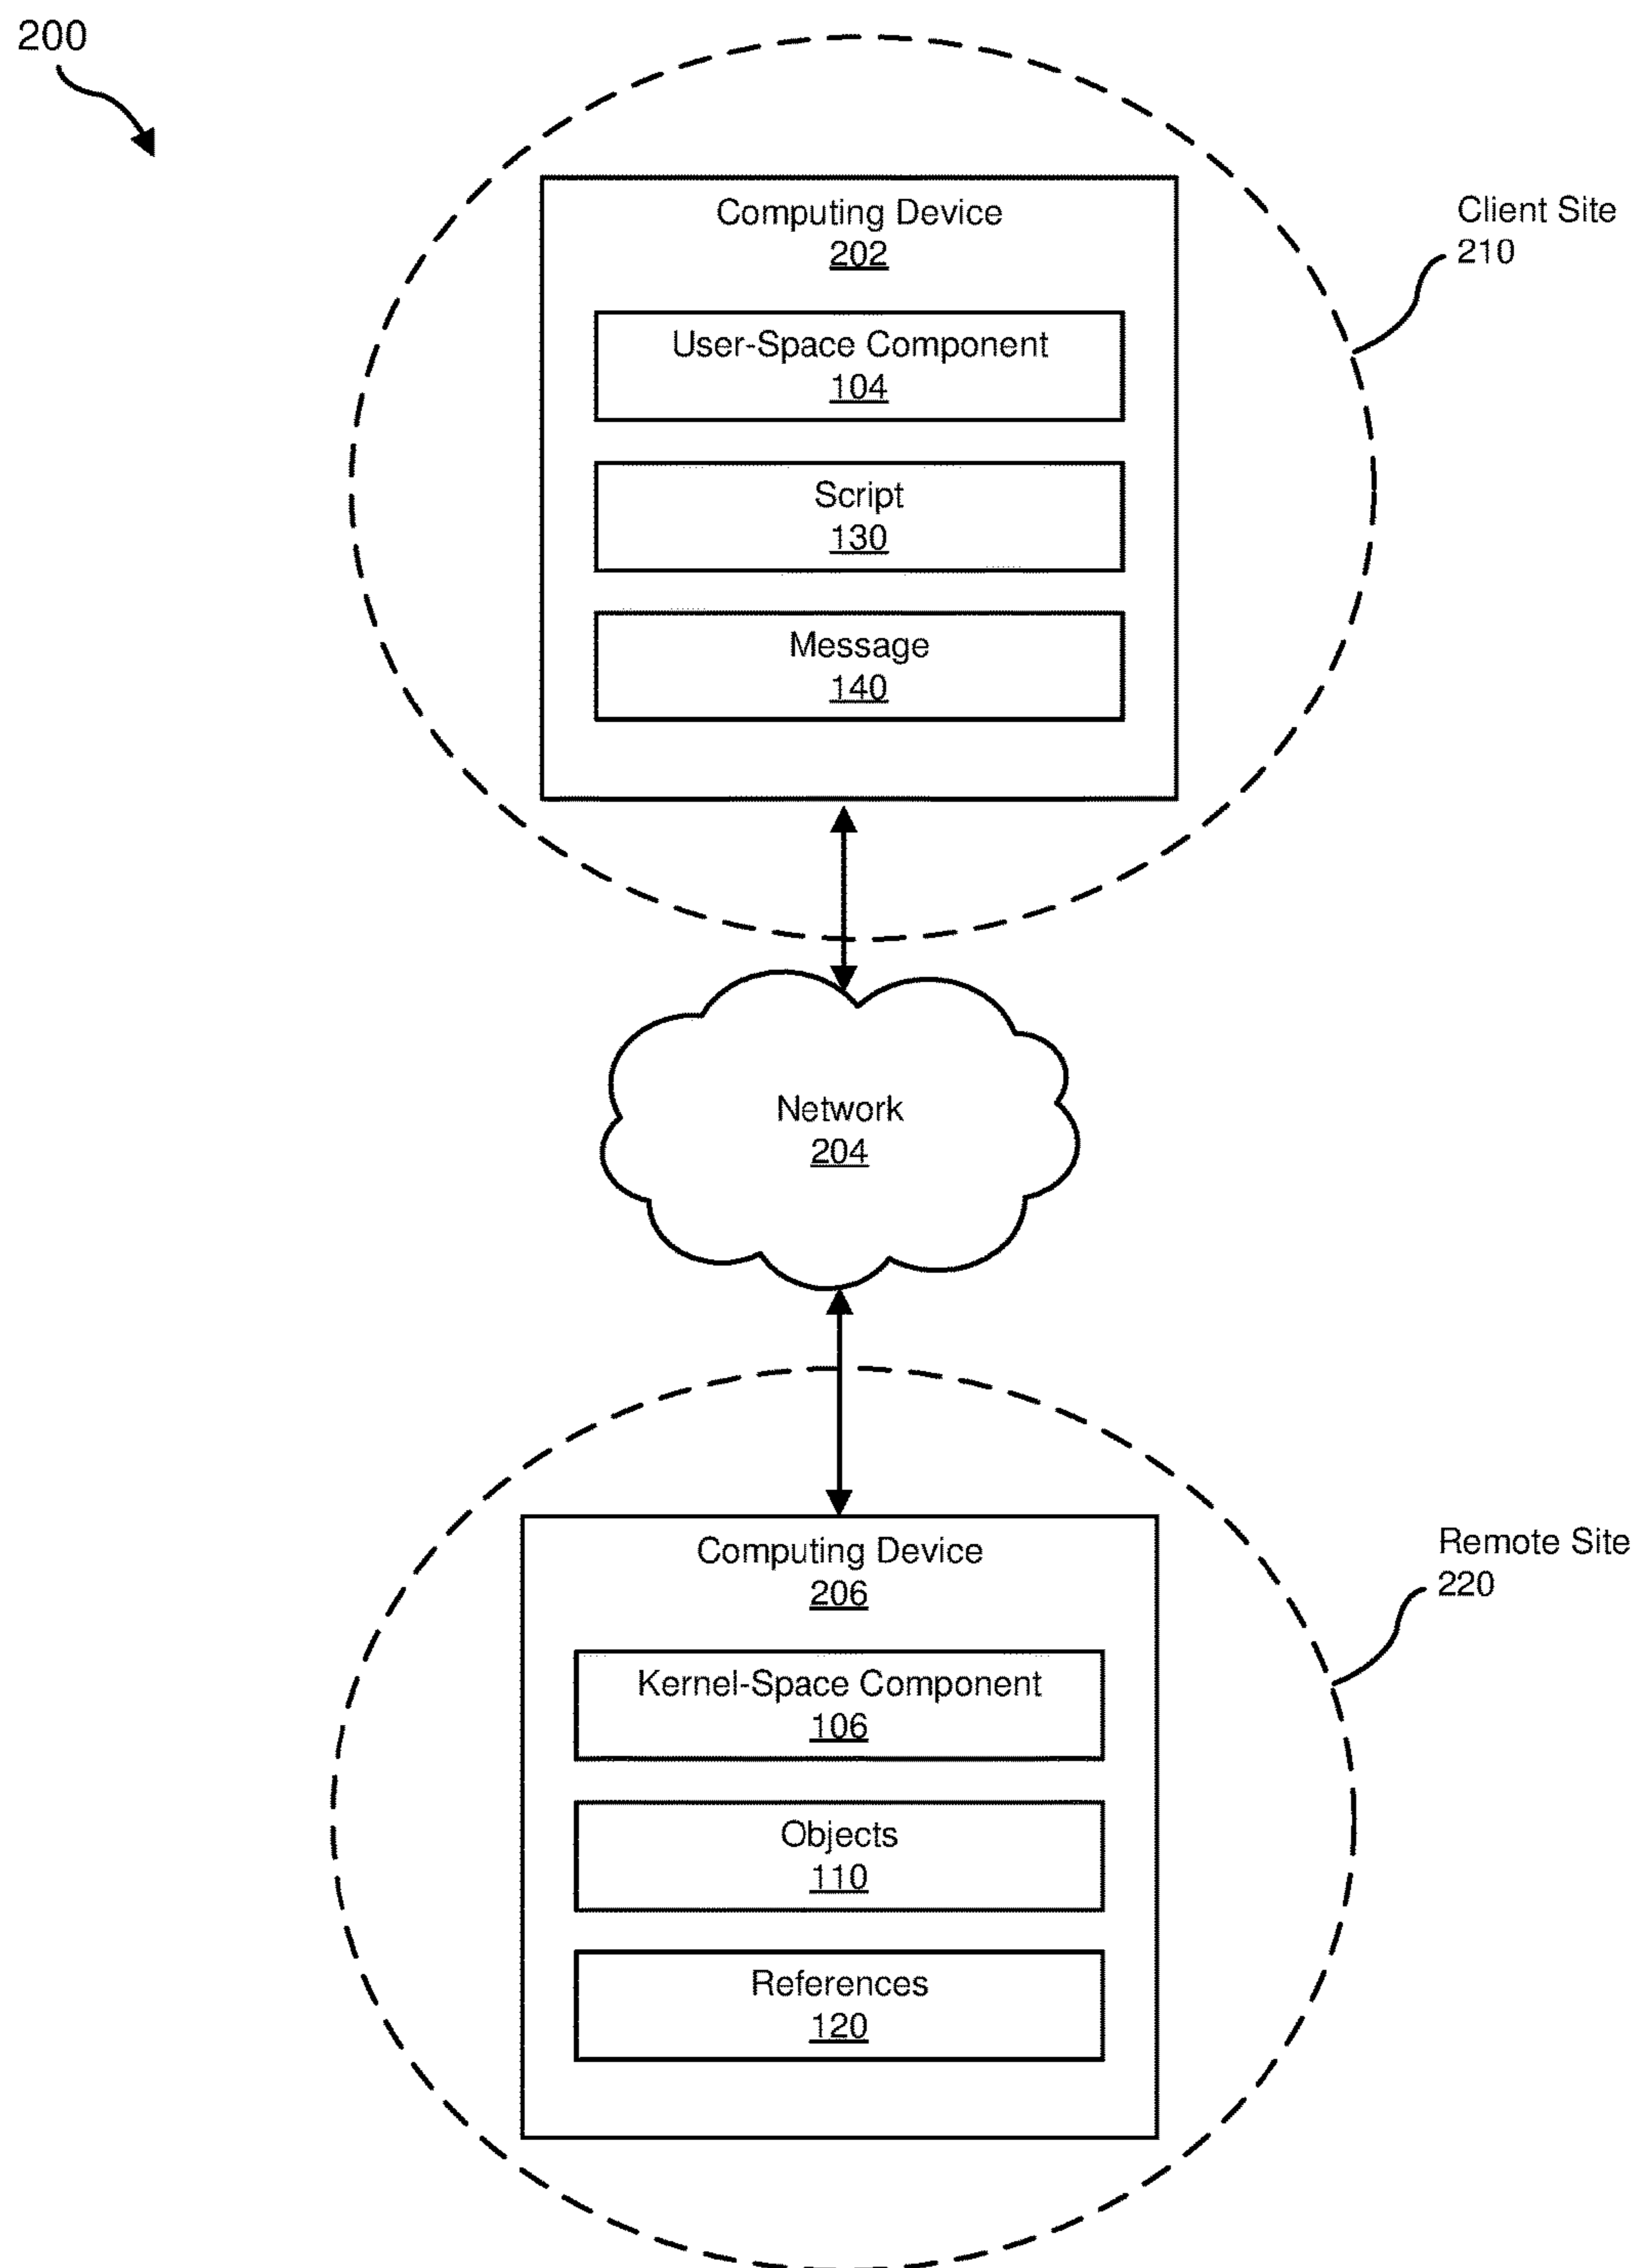 200
Computing Device
202
Client Site
210
User-Space Component
104
Script
130
Message
140
Network
204
Computing Device
206
Remote Site
220
Kernel-Space Component
106
Objects
110
References
120